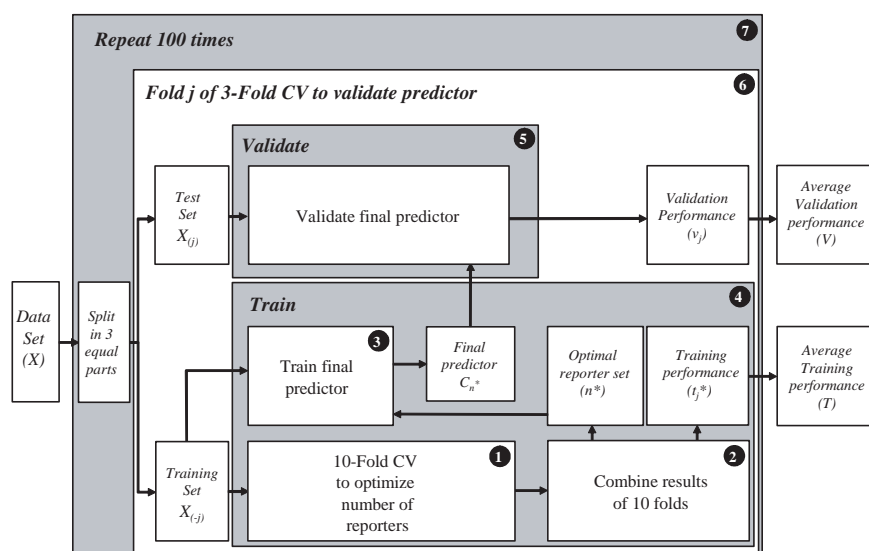 Repeat 100 times
7
Fold j of 3-Fold CV to validate predictor
6
Validate
5
Test
Set
X(j)
Validate final predictor
Validation
Performance
(vj)
Average
Validation
performance
(V)
Data
Set
(X)
Split
in 3
equal
parts
Train
4
3
Train final
predictor
Final
predictor
Cn*
Optimal
reporter set
(n*)
Training
performance
(tj*)
Average
Training
performance
(T)
Training
Set
X(-j)
1
10-Fold CV
to optimize
number of
reporters
2
Combine results
of 10 folds